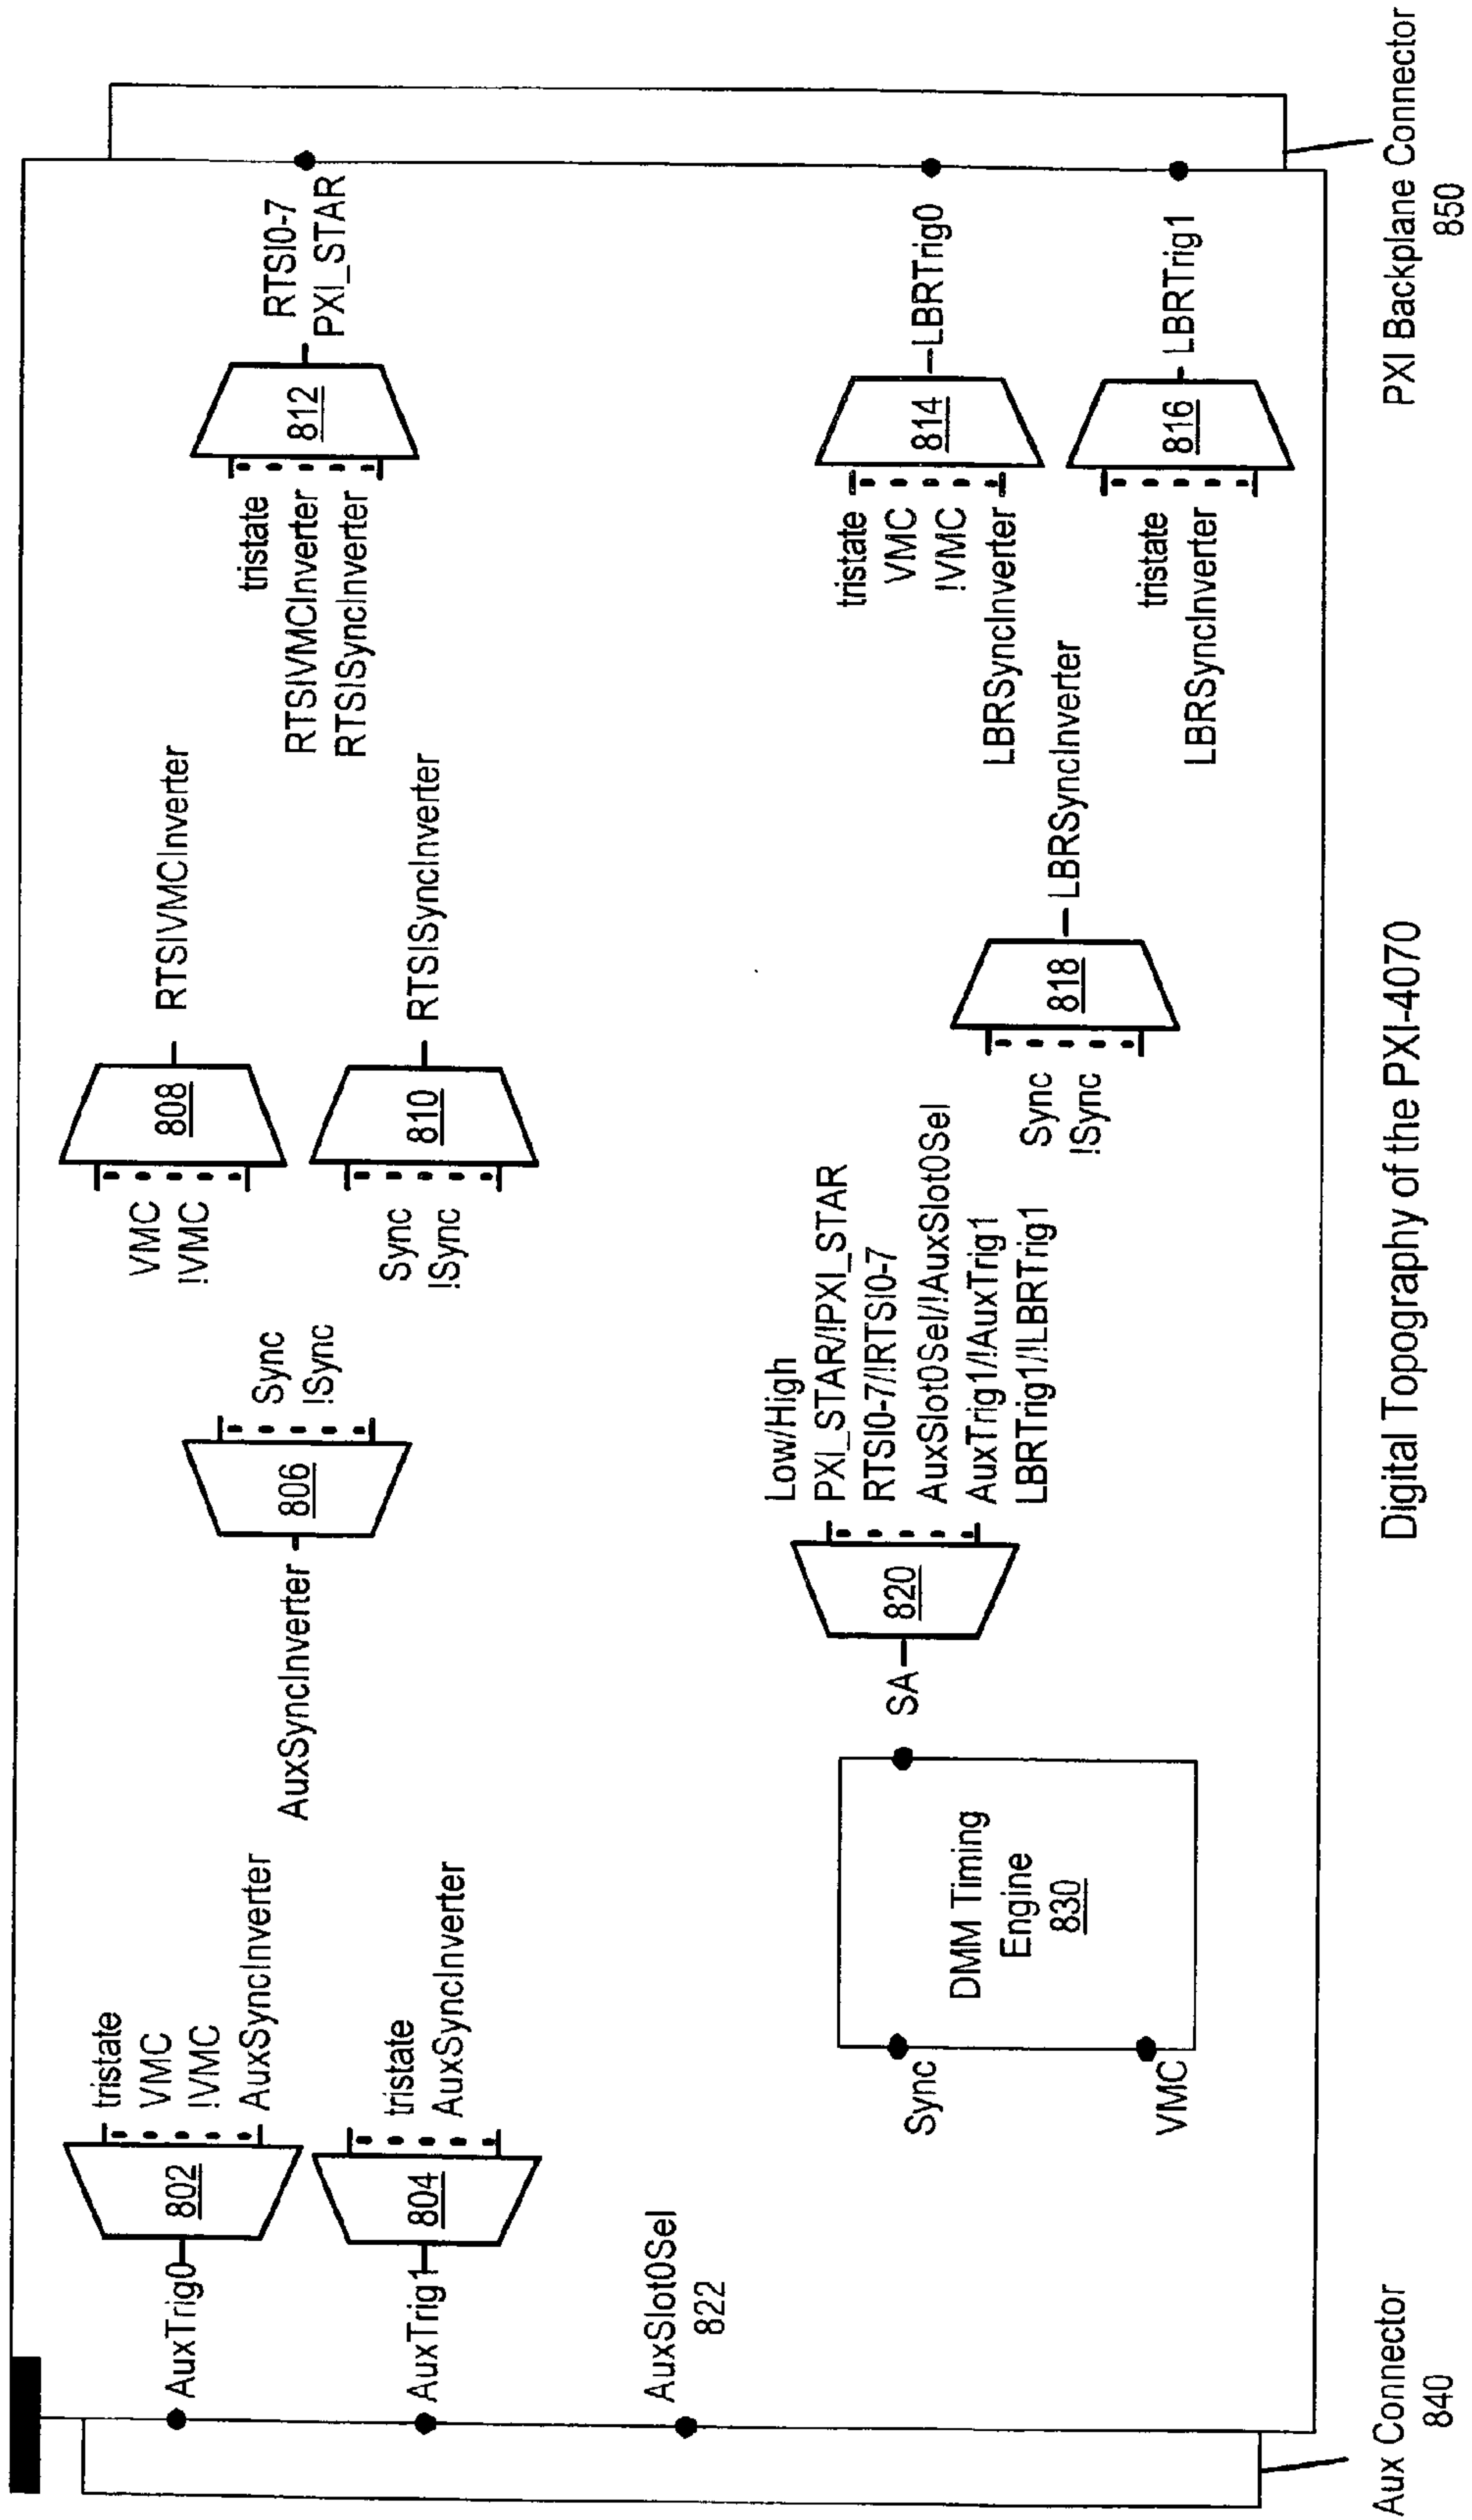 AuxTrig0
802
tristate
VMC
!VMC
AuxSyncInverter
AuxTrig1
804
tristate
AuxSyncInverter
AuxSlot0Sel
822
AuxSyncInverter
806
Sync
!Sync
VMC
!VMC
808
RTSIVMCInverter
Sync
!Sync
810
RTSISyncInverter
tristate
RTSIVMCInverter
RTSISyncInverter
812
RTSI0-7
PXI_STAR
Sync
VMC
DMM Timing
Engine
830
SA
820
Low/High
PXI_STAR/!PXI_STAR
RTSI0-7/!RTSI0-7
AuxSlot0Sel/!AuxSlot0Sel
AuxTrig1/!AuxTrig1
LBRTrig1/!LBRTrig1
Sync
!Sync
818
LBRSyncInverter
tristate
VMC
!VMC
LBRSyncInverter
814
LBRTrig0
tristate
LBRSyncInverter
816
LBRTrig1
Aux Connector
840
Digital Topography of the PXI-4070
PXI Backplane Connector
850